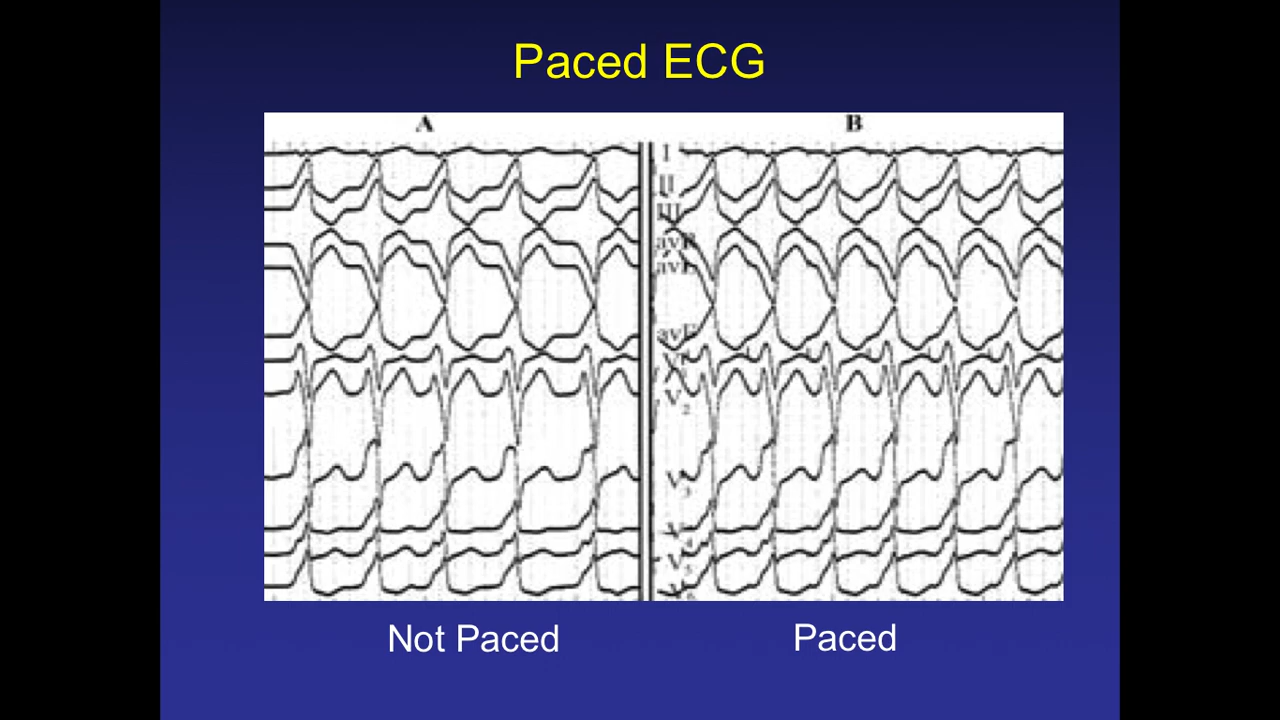 Paced ECG
A
B
I
II
III
avR
avL
avF
V1
V2
V3
V4
V5
V6
Not Paced
Paced